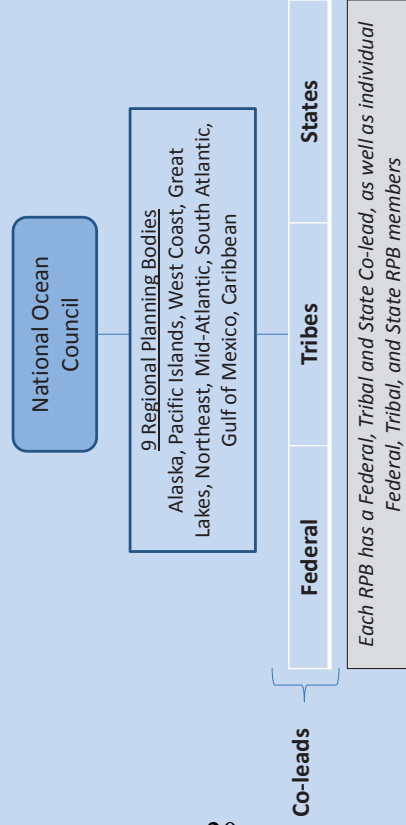 National Ocean
Council
9 Regional Planning Bodies
Alaska, Pacific Islands, West Coast, Great
Lakes, Northeast, Mid-Atlantic, South Atlantic,
Gulf of Mexico, Caribbean
Co-leads
Federal
Tribes
States
Each RPB has a Federal, Tribal and State Co-lead, as well as individual
Federal, Tribal, and State RPB members